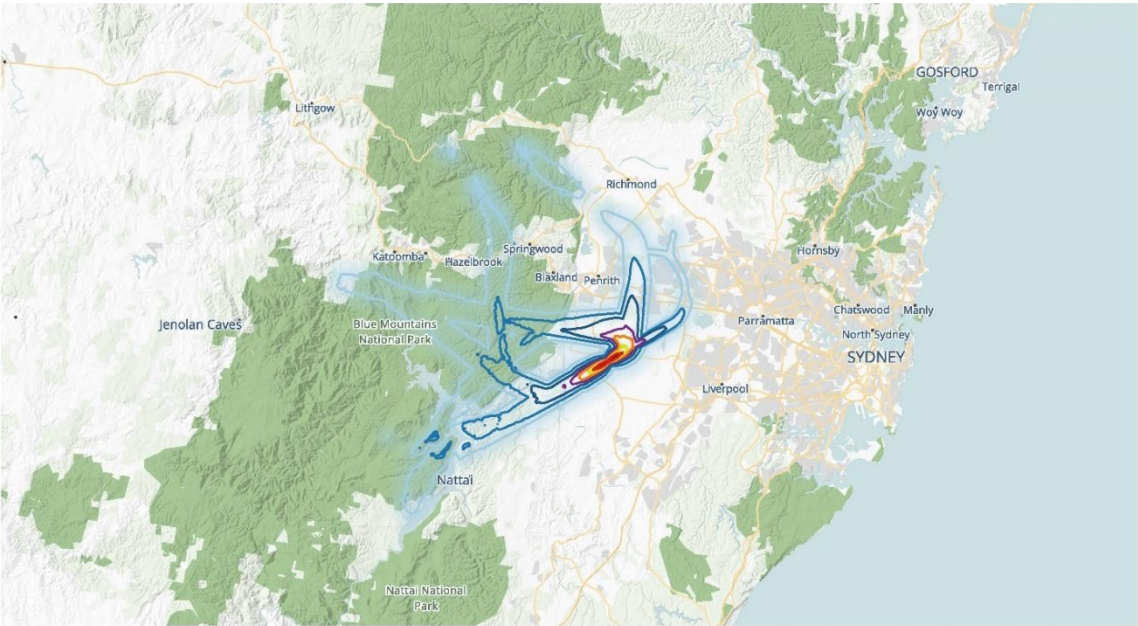 GOSFORD
Terrigal
Lithgow
Woy Woy
Richmond
Springwood
Hornsby
Katoomba
Hazelbrook
Blaxland
Penrith
Chatswood
Manly
Jenolan Caves
Blue Mountains
National Park
Parramatta
North Sydney
SYDNEY
Liverpool
Nattai
Nattai National
Park